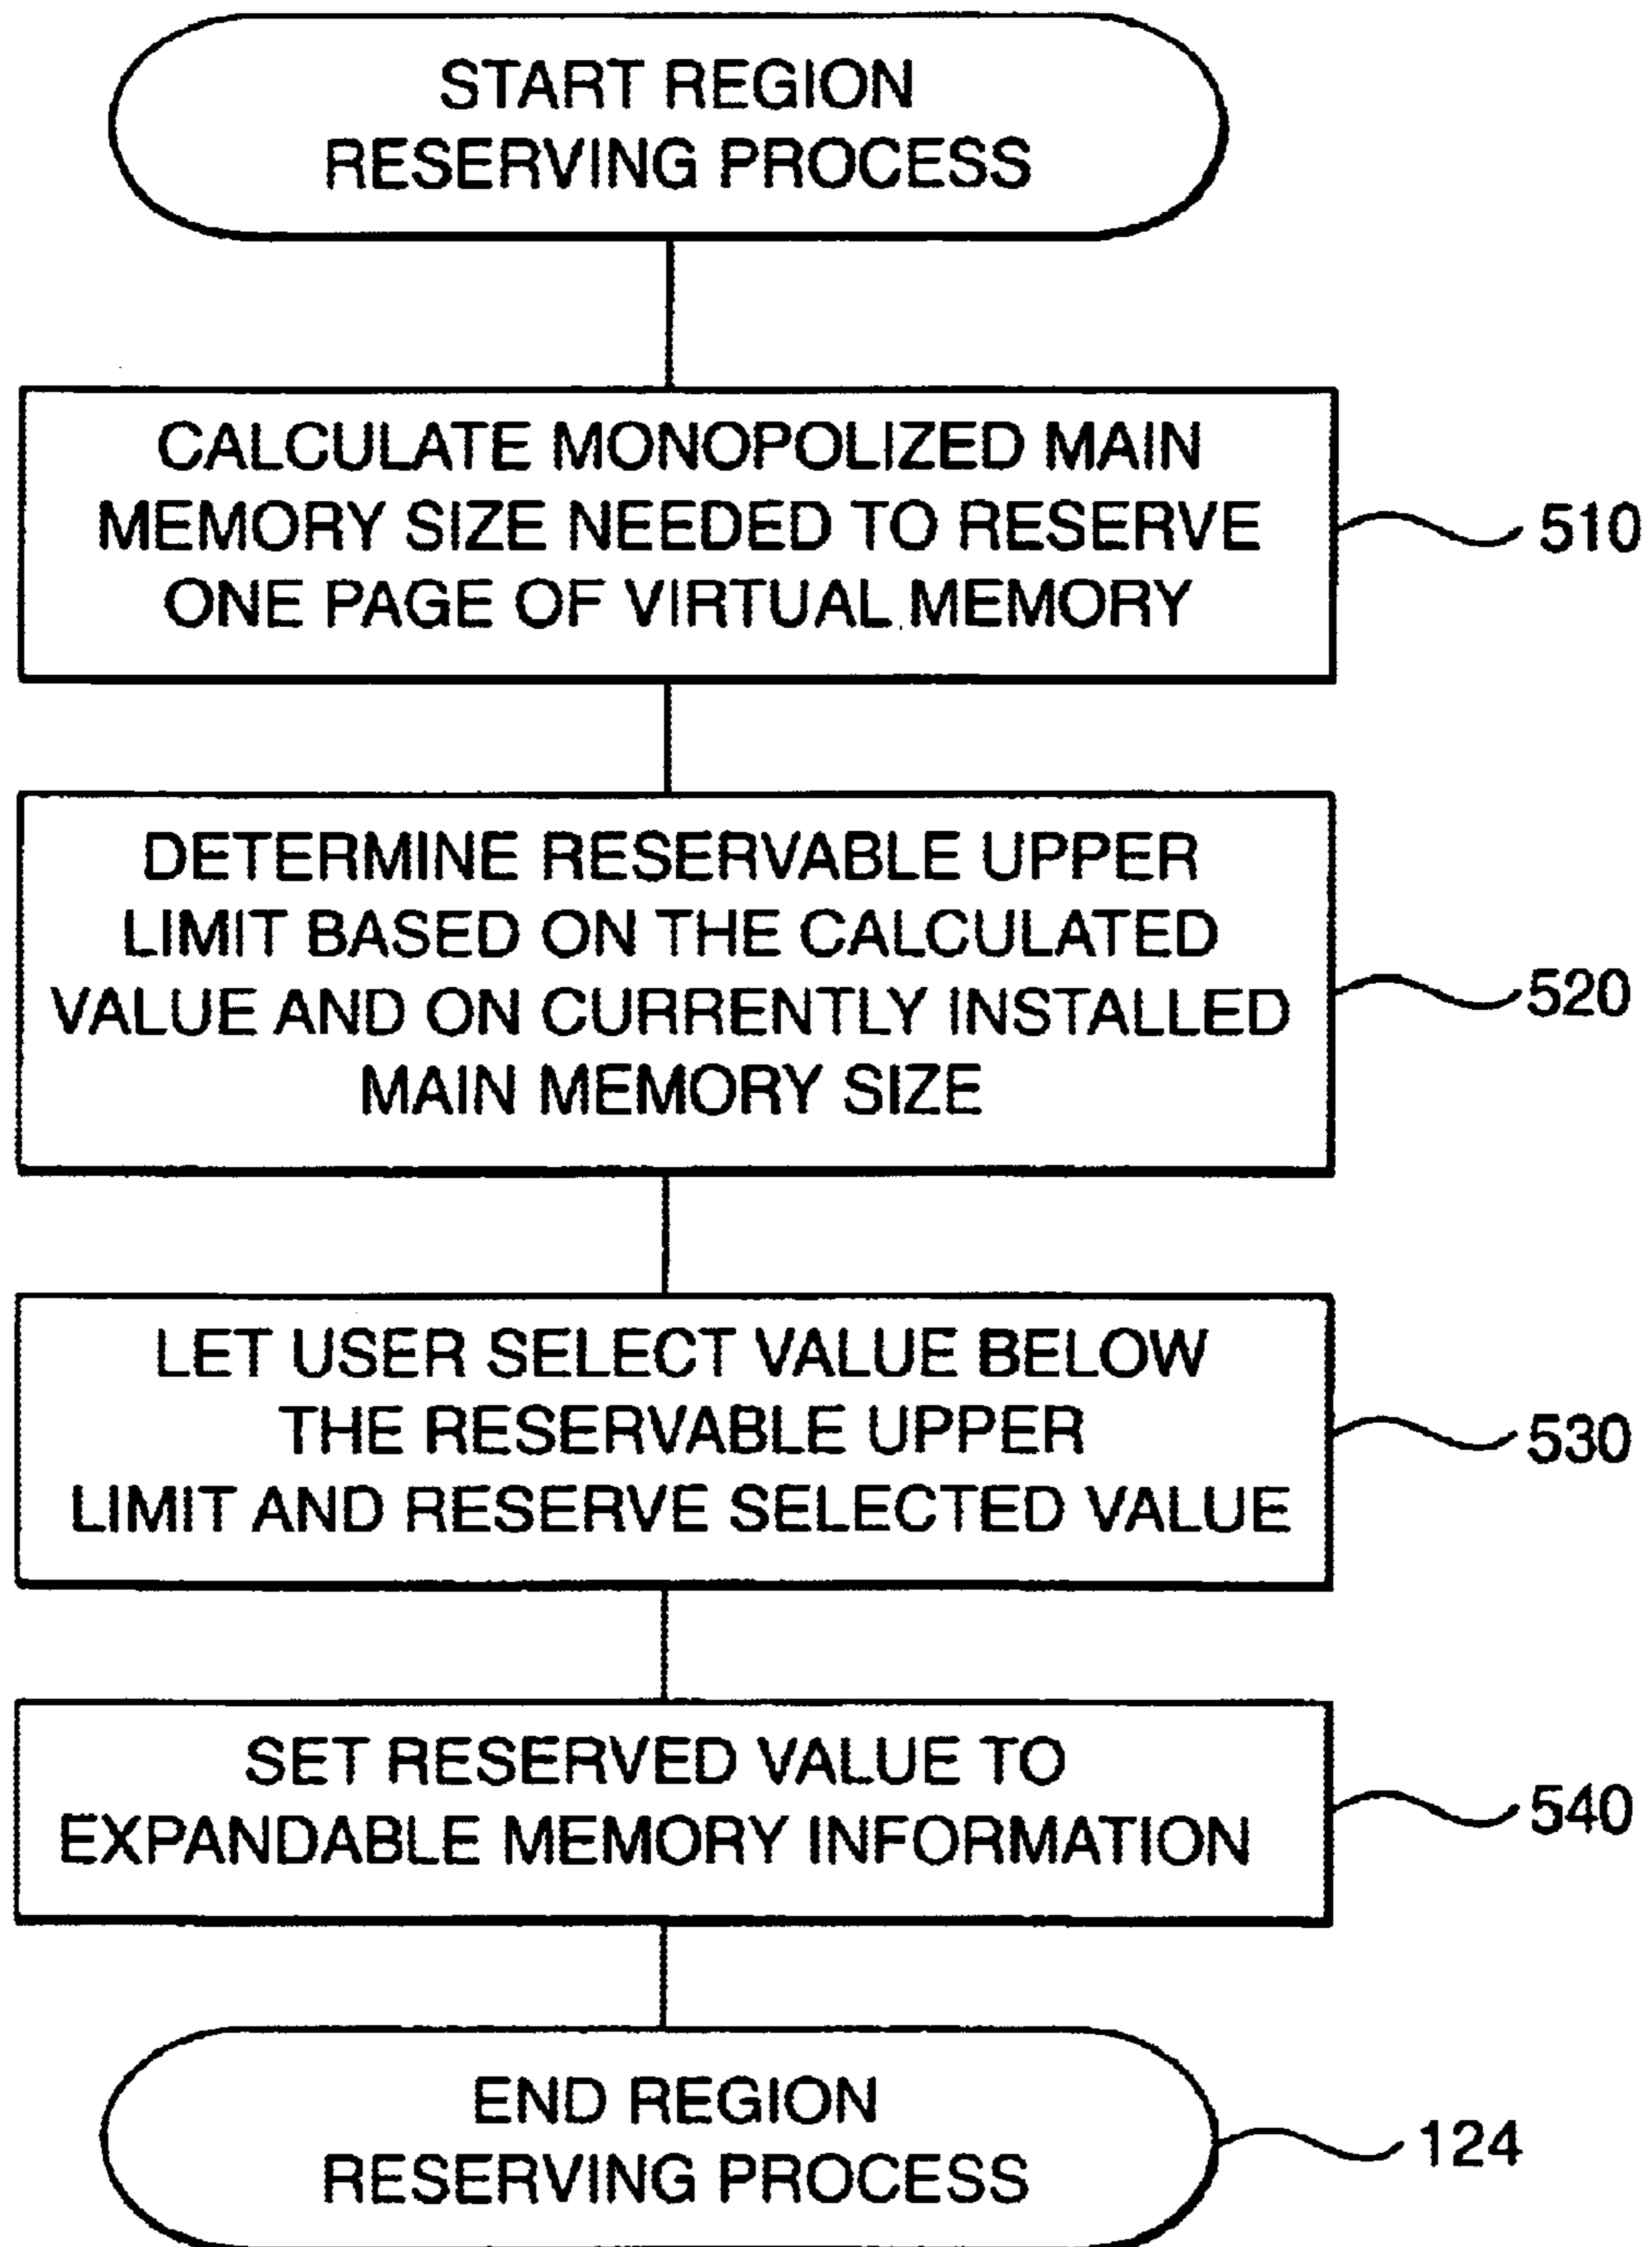 START REGION
RESERVING PROCESS
CALCULATE MONOPOLIZED MAIN
MEMORY SIZE NEEDED TO RESERVE
ONE PAGE OF VIRTUAL MEMORY
510
DETERMINE RESERVABLE UPPER
LIMIT BASED ON THE CALCULATED
VALUE AND ON CURRENTLY INSTALLED
MAIN MEMORY SIZE
520
LET USER SELECT VALUE BELOW
THE RESERVABLE UPPER
LIMIT AND RESERVE SELECTED VALUE
530
SET RESERVED VALUE TO
EXPANDABLE MEMORY INFORMATION
540
END REGION
RESERVING PROCESS
124